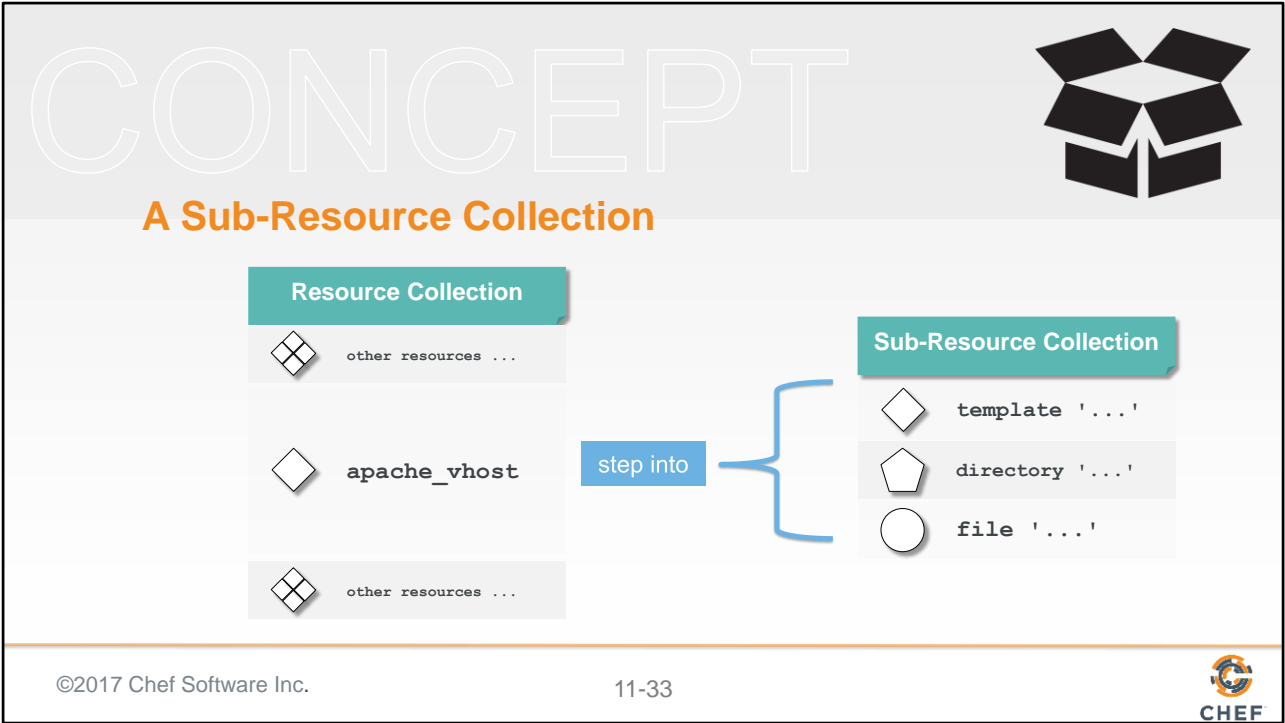 CONCEPT
A Sub-Resource Collection
Resource Collection
other resources ...
apache_vhost
other resources ...
step into
Sub-Resource Collection
template '...'
directory '...'
file '...'
©2017 Chef Software Inc.
11-33
CHEF